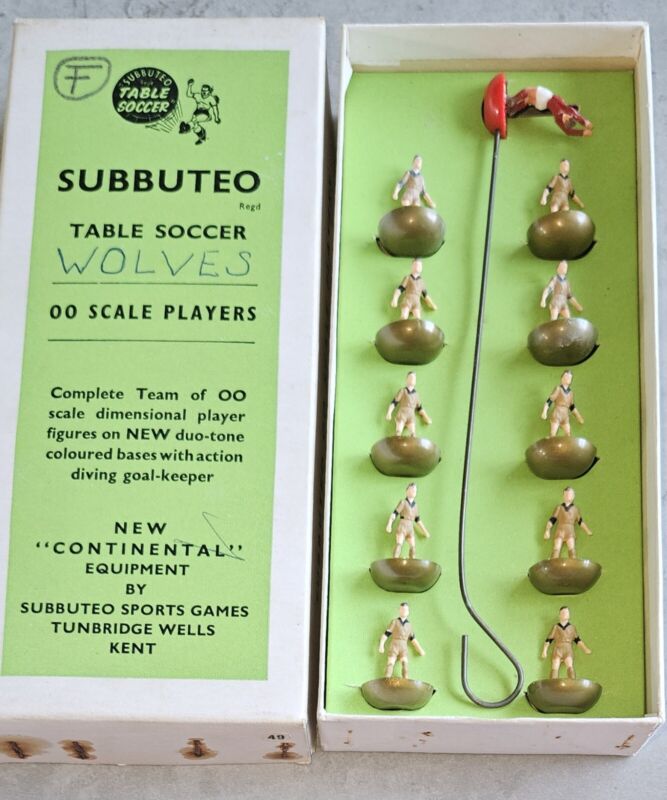 F
SUBBUTEO
TABLE
SOCCER
SUBBUTEO
Regd
TABLE SOCCER
WOLVES
OO SCALE PLAYERS
Complete Team of OO
scale dimensional player
figures on NEW duo-tone
coloured bases with action
diving goal-keeper
NEW
“CONTINENTAL”
EQUIPMENT
BY
SUBBUTEO SPORTS GAMES
TUNBRIDGE WELLS
KENT
49